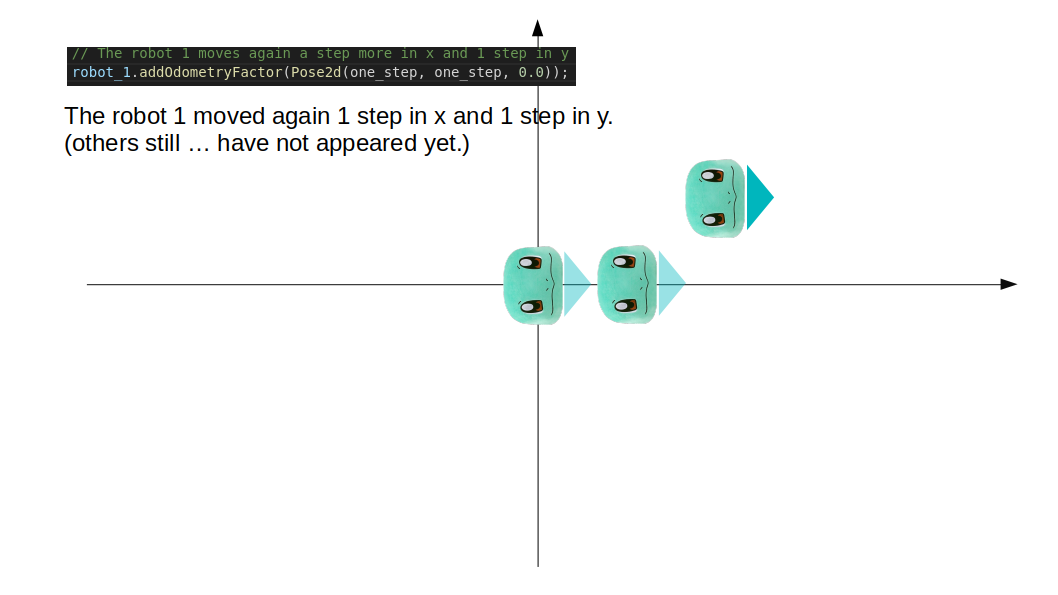 // The robot 1 moves again a step more in x and 1 step in y
robot_1.addOdometryFactor(Pose2d(one_step, one_step, 0.0));
The robot 1 moved again 1 step in x and 1 step in y.
(others still … have not appeared yet.)